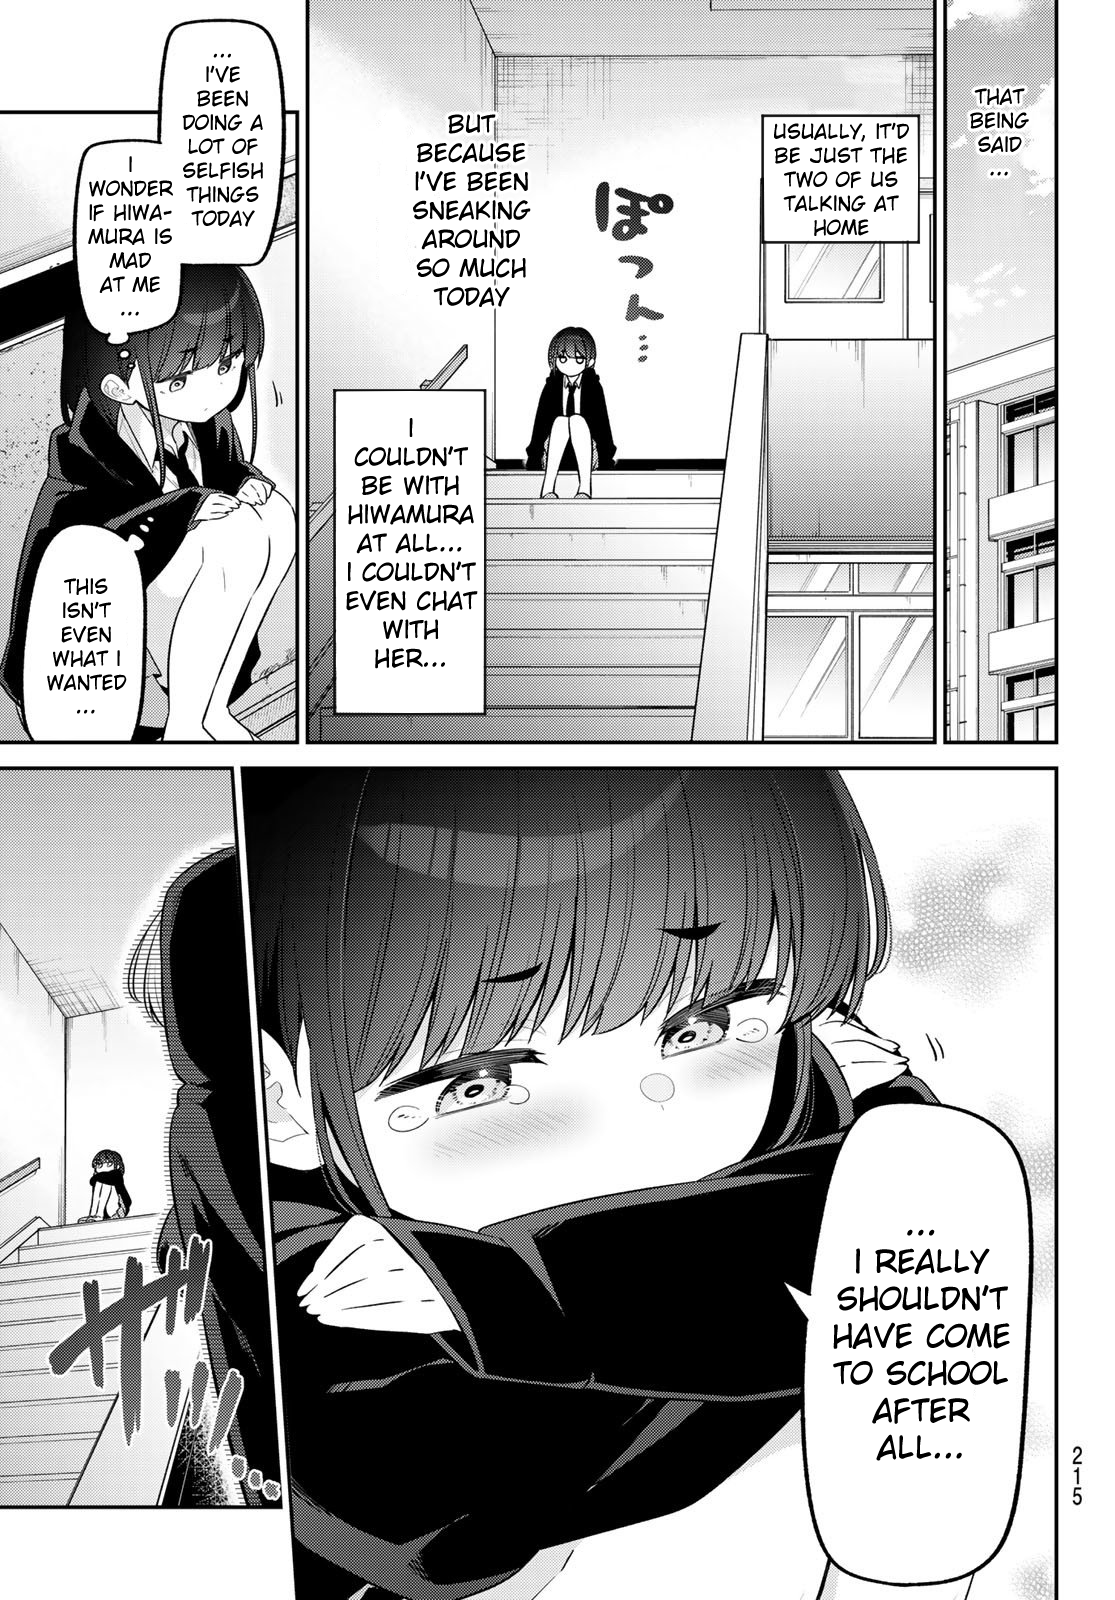 THAT
BEING
SAID
...
USUALLY, IT'D
BE JUST THE
TWO OF US
TALKING AT
HOME
ぽつん…
BUT
BECAUSE
I'VE BEEN
SNEAKING
AROUND
SO MUCH
TODAY
I
COULDN'T
BE WITH
HIWAMURA
AT ALL...
I COULDN'T
EVEN CHAT
WITH
HER...
...
I'VE
BEEN
DOING A
LOT OF
SELFISH
THINGS
TODAY
I
WONDER
IF HIWA-
MURA IS
MAD
AT ME
...
THIS
ISN'T
EVEN
WHAT I
WANTED
...
...
I REALLY
SHOULDN'T
HAVE COME
TO SCHOOL
AFTER
ALL...
215